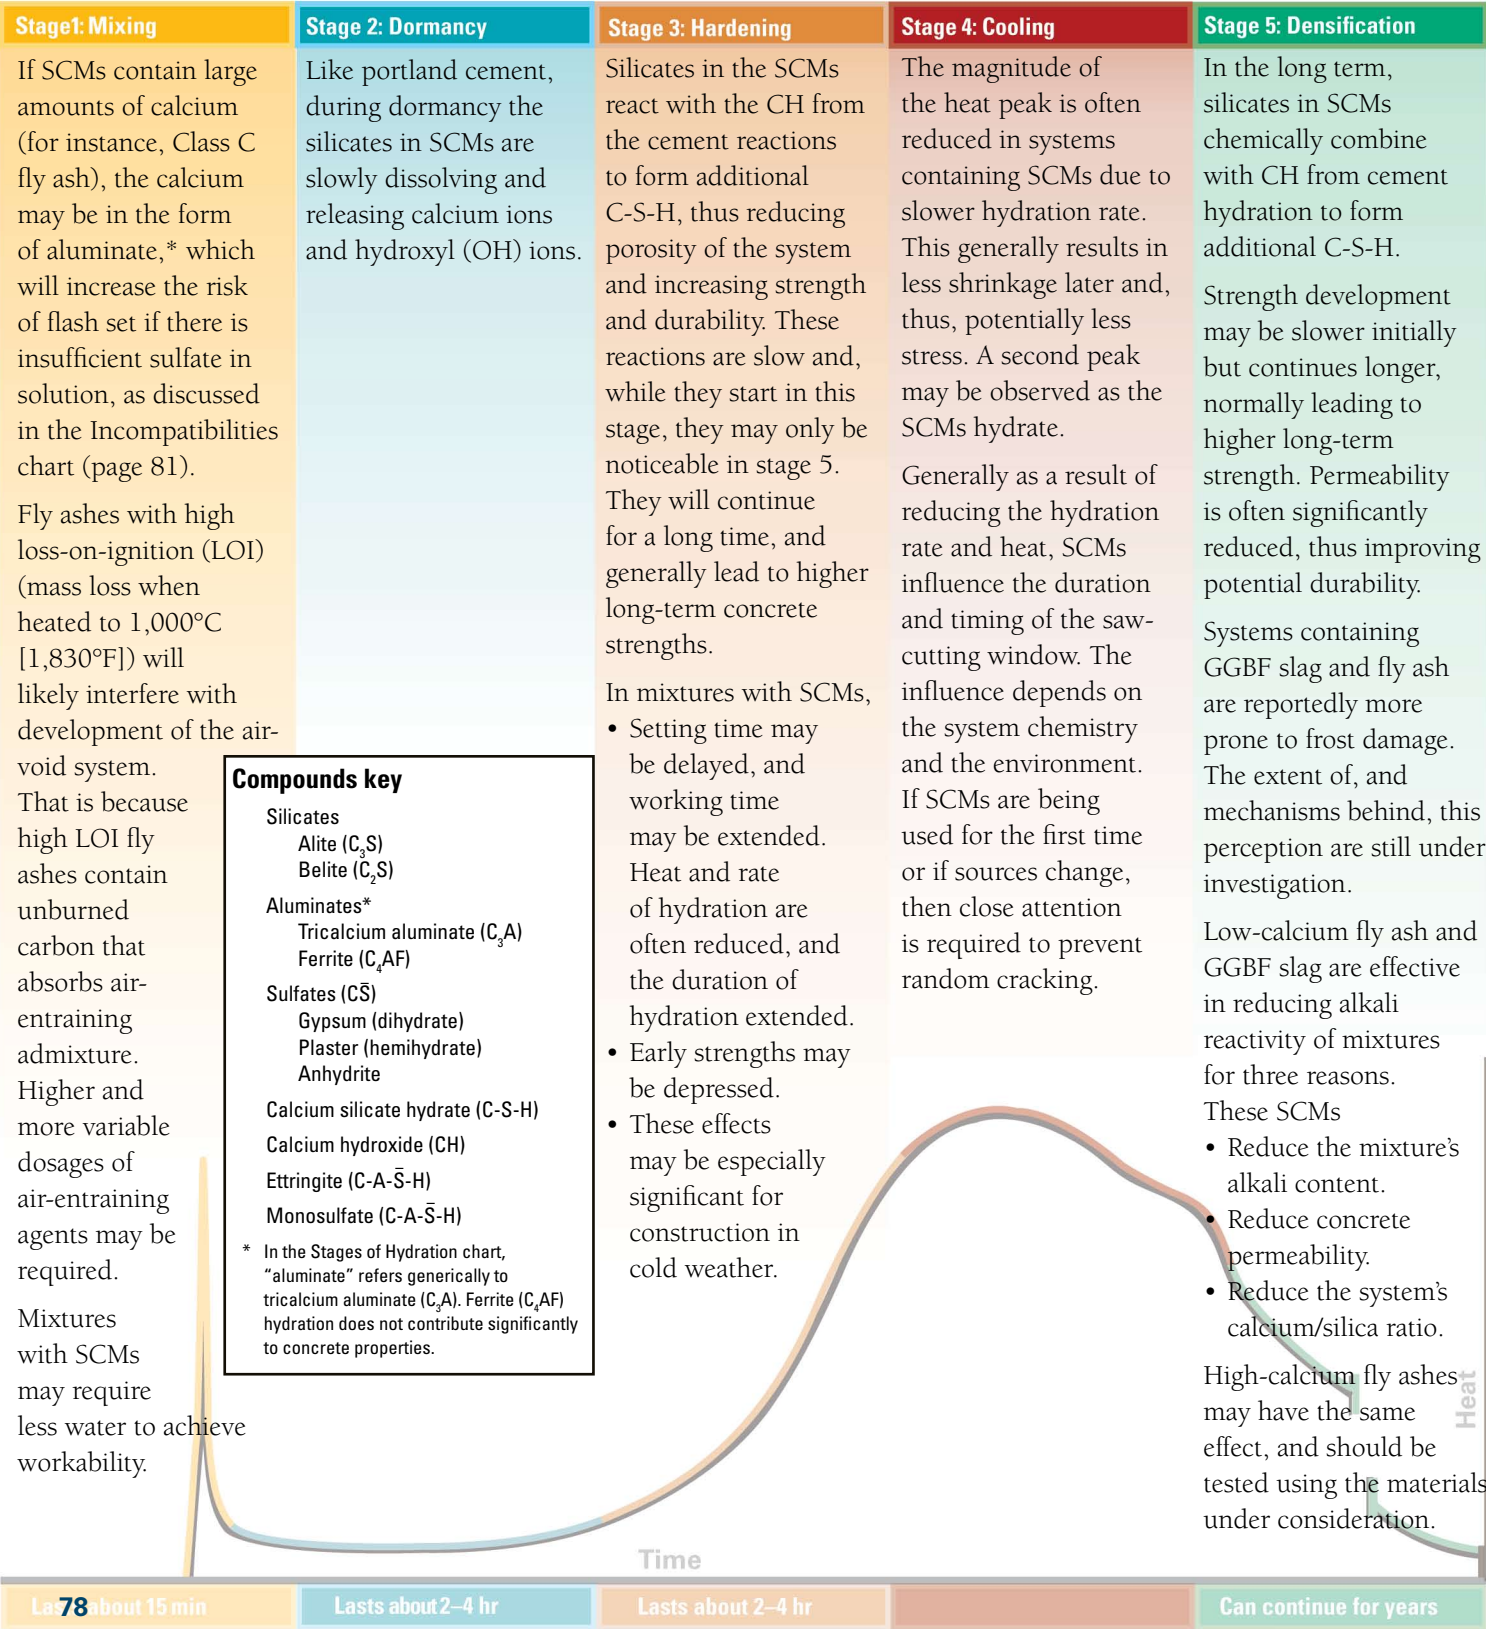 Stage1: Mixing
If SCMs contain large
amounts of calcium
(for instance, Class C
fly ash), the calcium
may be in the form
of aluminate,* which
will increase the risk
of flash set if there is
insufficient sulfate in
solution, as discussed
in the Incompatibilities
chart (page 81).
Fly ashes with high
loss-on-ignition (LOI)
(mass loss when
heated to 1,000°C
[1,830°F]) will
likely interfere with
development of the air-
void system.
That is because
high LOI fly
ashes contain
unburned
carbon that
absorbs air-
entraining
admixture.
Higher and
more variable
dosages of
air-entraining
agents may be
required.
Mixtures
with SCMs
may require
less water to achieve
workability.
Stage 2: Dormancy
Like portland cement,
during dormancy the
silicates in SCMs are
slowly dissolving and
releasing calcium ions
and hydroxyl (OH) ions.
Compounds key
Silicates
Alite (C₃S)
Belite (C₂S)
Aluminates*
Tricalcium aluminate (C₃A)
Ferrite (C₄AF)
Sulfates (CS̄)
Gypsum (dihydrate)
Plaster (hemihydrate)
Anhydrite
Calcium silicate hydrate (C-S-H)
Calcium hydroxide (CH)
Ettringite (C-A-S̄-H)
Monosulfate (C-A-S̄-H)
* In the Stages of Hydration chart,
“aluminate” refers generically to
tricalcium aluminate (C₃A). Ferrite (C₄AF)
hydration does not contribute significantly
to concrete properties.
Stage 3: Hardening
Silicates in the SCMs
react with the CH from
the cement reactions
to form additional
C-S-H, thus reducing
porosity of the system
and increasing strength
and durability. These
reactions are slow and,
while they start in this
stage, they may only be
noticeable in stage 5.
They will continue
for a long time, and
generally lead to higher
long-term concrete
strengths.
In mixtures with SCMs,
• Setting time may
be delayed, and
working time
may be extended.
Heat and rate
of hydration are
often reduced, and
the duration of
hydration extended.
• Early strengths may
be depressed.
• These effects
may be especially
significant for
construction in
cold weather.
Stage 4: Cooling
The magnitude of
the heat peak is often
reduced in systems
containing SCMs due to
slower hydration rate.
This generally results in
less shrinkage later and,
thus, potentially less
stress. A second peak
may be observed as the
SCMs hydrate.
Generally as a result of
reducing the hydration
rate and heat, SCMs
influence the duration
and timing of the saw-
cutting window. The
influence depends on
the system chemistry
and the environment.
If SCMs are being
used for the first time
or if sources change,
then close attention
is required to prevent
random cracking.
Stage 5: Densification
In the long term,
silicates in SCMs
chemically combine
with CH from cement
hydration to form
additional C-S-H.
Strength development
may be slower initially
but continues longer,
normally leading to
higher long-term
strength. Permeability
is often significantly
reduced, thus improving
potential durability.
Systems containing
GGBF slag and fly ash
are reportedly more
prone to frost damage.
The extent of, and
mechanisms behind, this
perception are still under
investigation.
Low-calcium fly ash and
GGBF slag are effective
in reducing alkali
reactivity of mixtures
for three reasons.
These SCMs
• Reduce the mixture’s
alkali content.
• Reduce concrete
permeability.
• Reduce the system’s
calcium/silica ratio.
High-calcium fly ashes
may have the same
effect, and should be
tested using the materials
under consideration.
Heat
Time
about 15 min
78
Lasts about 2–4 hr
Lasts about 2–4 hr
Can continue for years